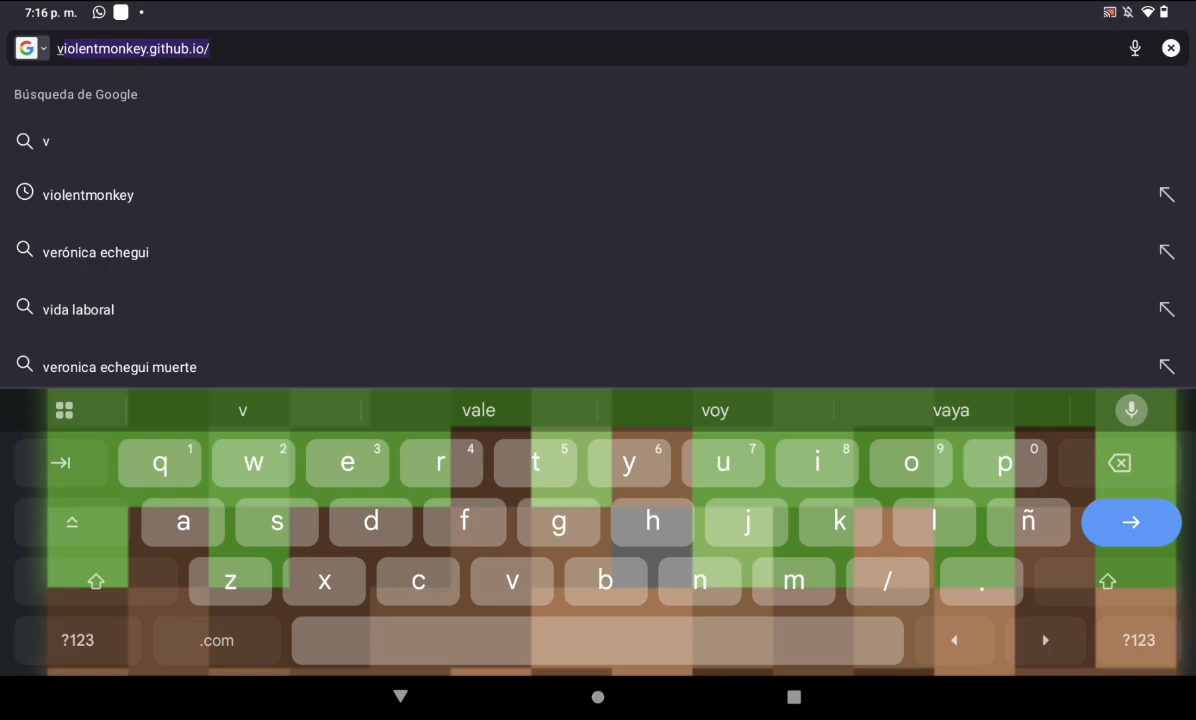 7:16 p. m.
violentmonkey.github.io/
Búsqueda de Google
v
violentmonkey
verónica echegui
vida laboral
veronica echegui muerte
v vale voy vaya
q 1 w 2 e 3 r 4 t 5 y 6 u 7 i 8 o 9 p 0
a s d f g h j k l ñ
z x c v b n m / .
?123 .com ?123